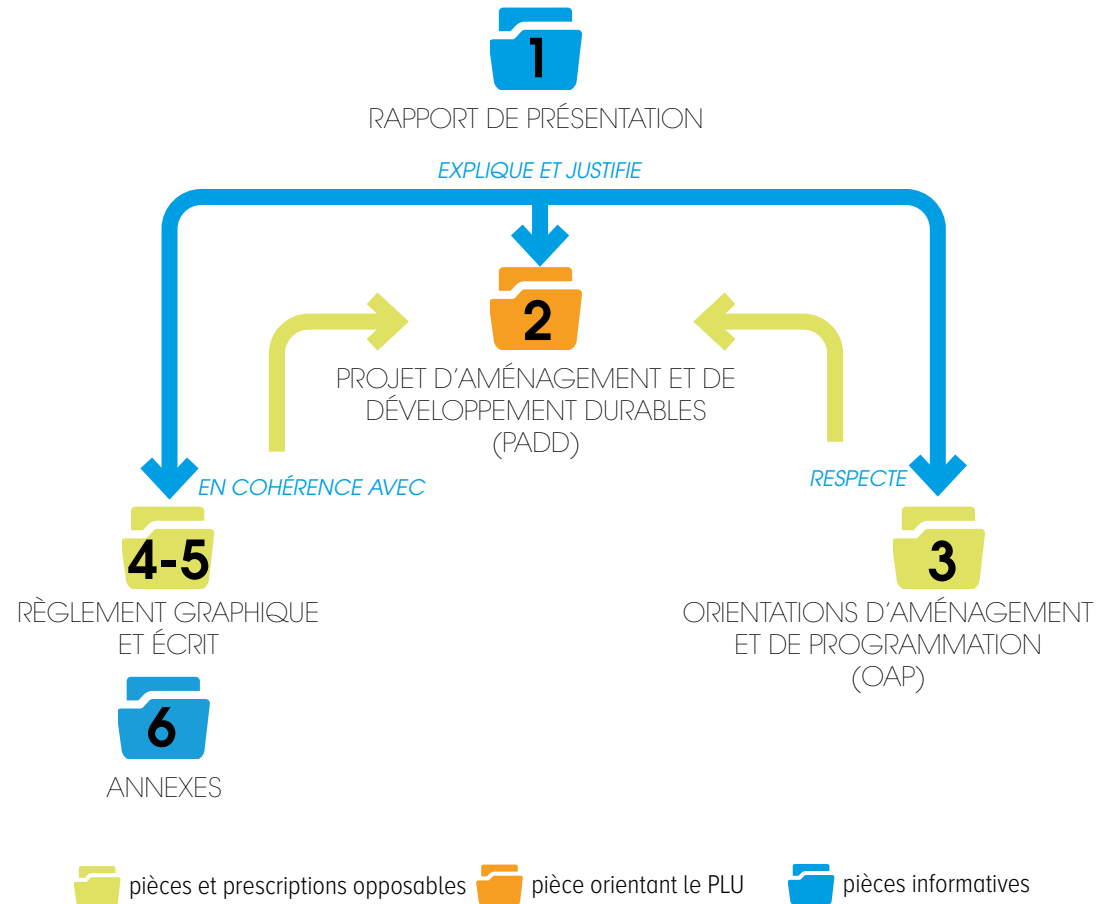 1
RAPPORT DE PRÉSENTATION
EXPLIQUE ET JUSTIFIE
2
PROJET D'AMÉNAGEMENT ET DE
DÉVELOPPEMENT DURABLES
(PADD)
EN COHÉRENCE AVEC
RESPECTE
4-5
RÈGLEMENT GRAPHIQUE
ET ÉCRIT
3
ORIENTATIONS D'AMÉNAGEMENT
ET DE PROGRAMMATION
(OAP)
6
ANNEXES
pièces et prescriptions opposables
pièce orientant le PLU
pièces informatives